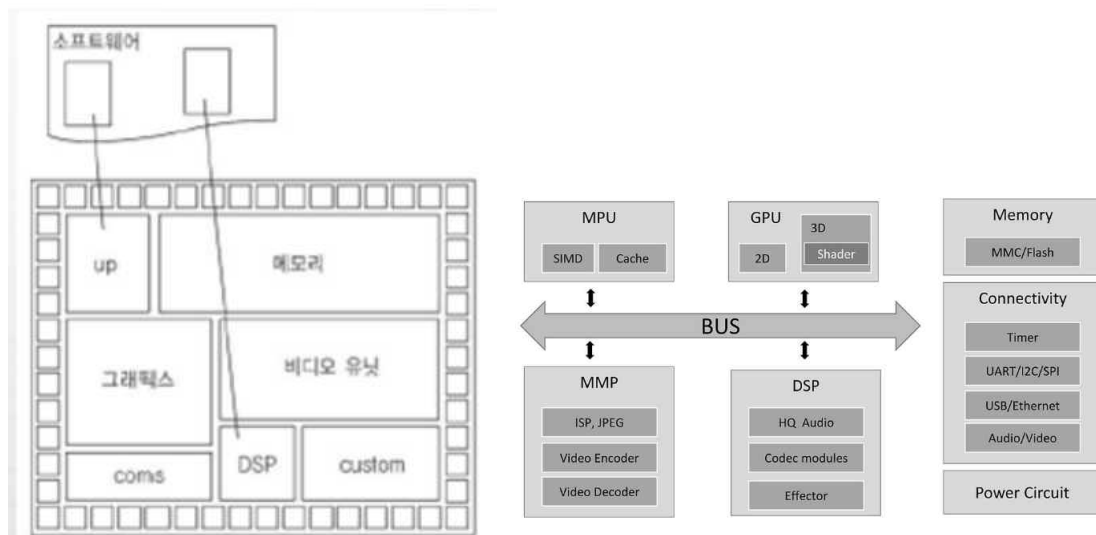 소프트웨어
up
메모리
그래픽스
비디오 유닛
coms
DSP
custom
MPU
SIMD
Cache
GPU
2D
3D
Shader
BUS
MMP
ISP, JPEG
Video Encoder
Video Decoder
DSP
HQ Audio
Codec modules
Effector
Memory
MMC/Flash
Connectivity
Timer
UART/I2C/SPI
USB/Ethernet
Audio/Video
Power Circuit